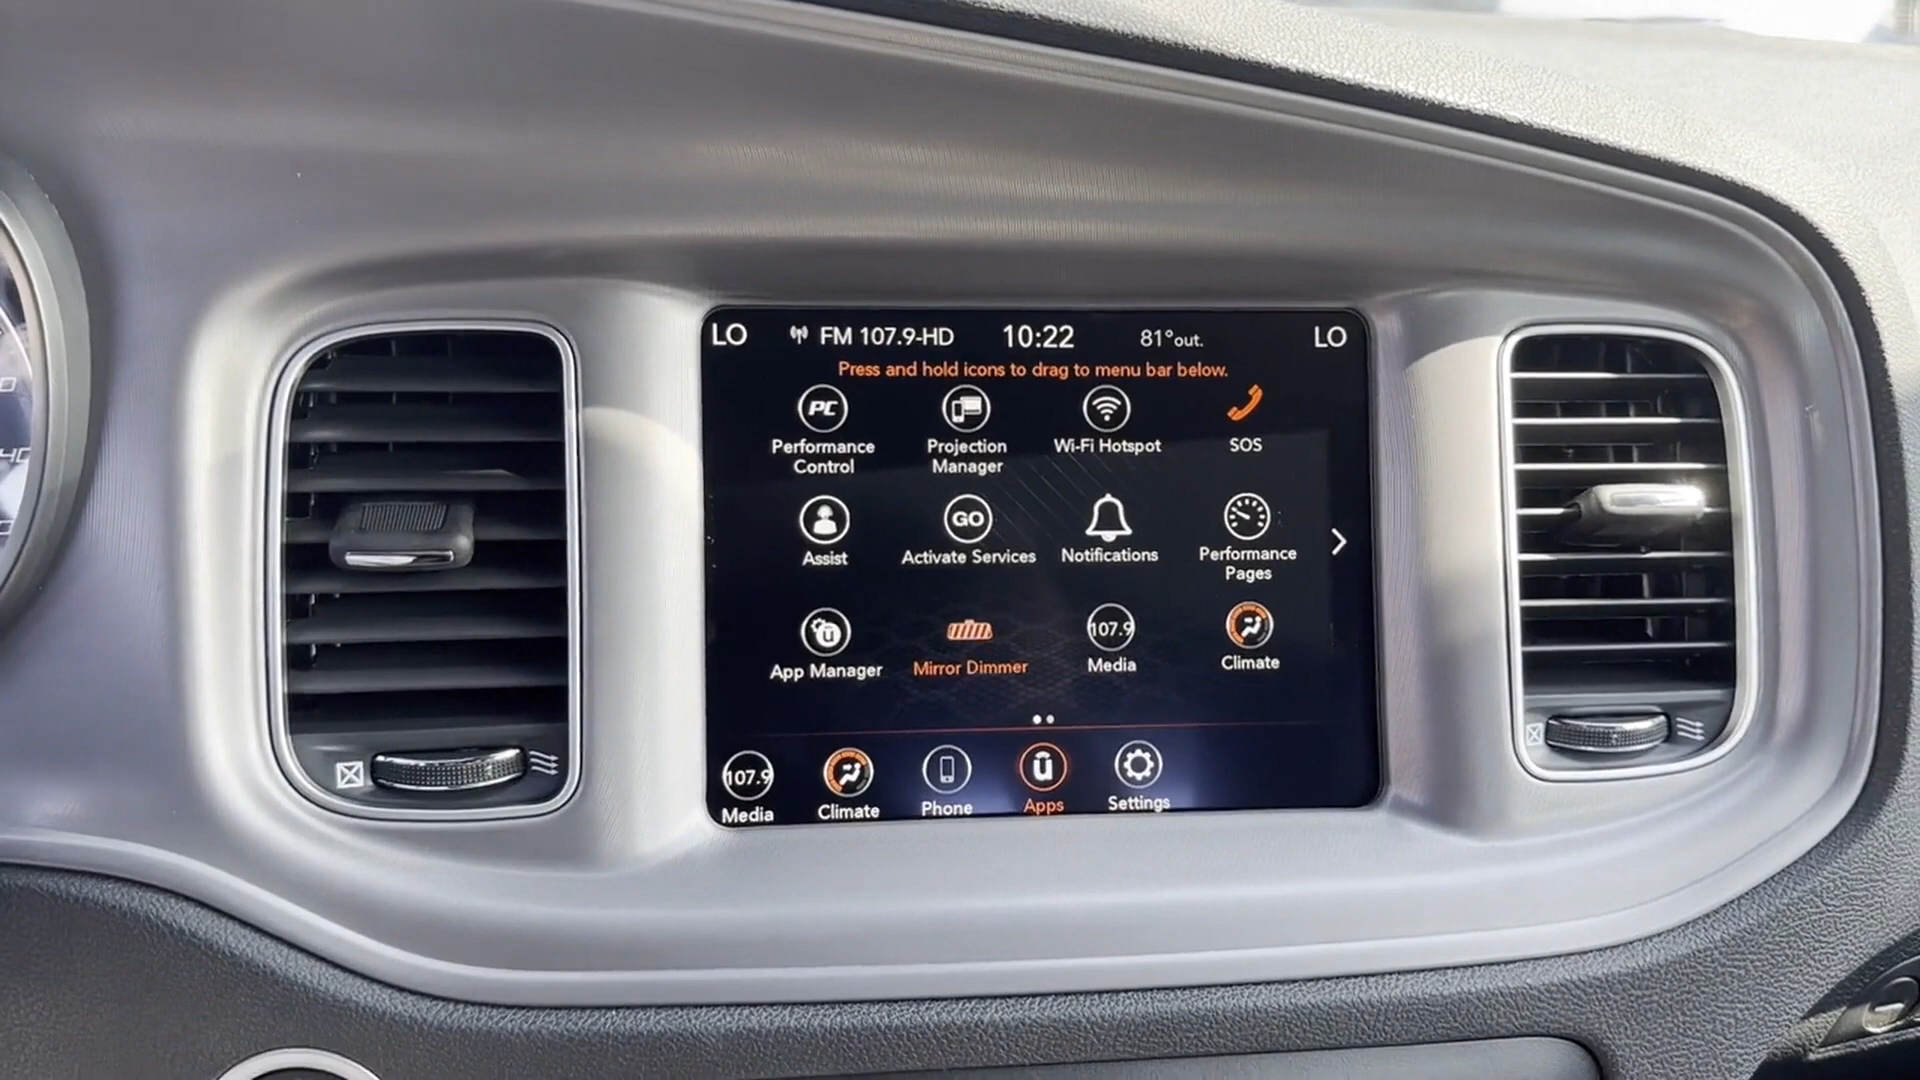 LO FM 107.9-HD 10:22 81°out. LO
Press and hold icons to drag to menu bar below.
PC
Performance
Control
Projection
Manager
Wi-Fi Hotspot
SOS
Assist
GO
Activate Services
Notifications
Performance
Pages
App Manager
Mirror Dimmer
107.9
Media
Climate
107.9
Media
Climate
Phone
Apps
Settings